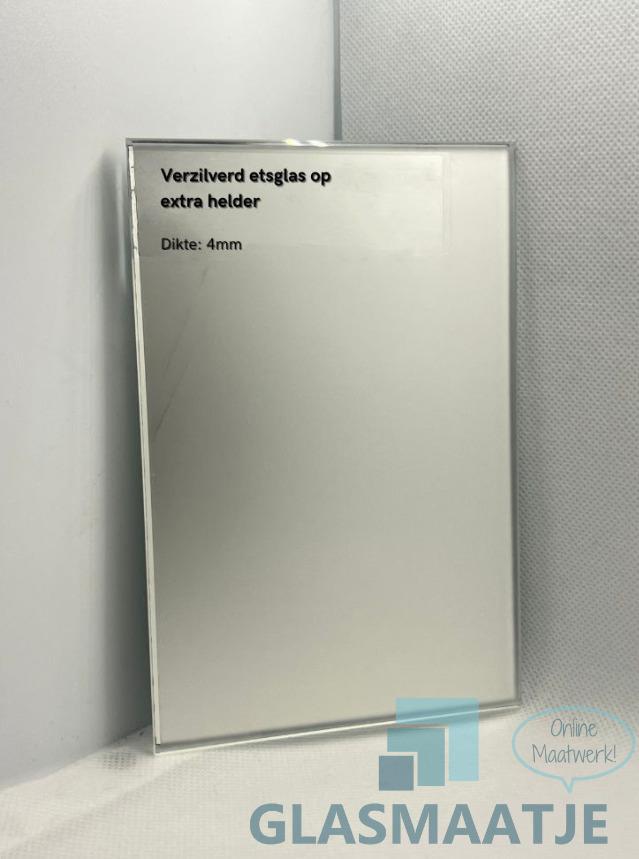 Verzilverd etsglas op
extra helder
Dikte: 4mm
Online
Maatwerk!
GLASMAATJE